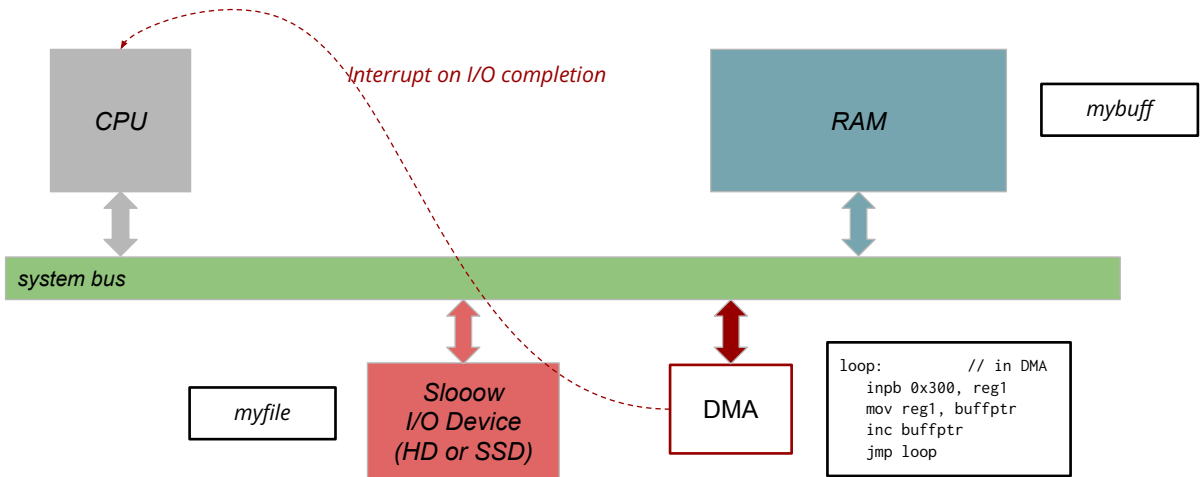 Interrupt on I/O completion
CPU
RAM
mybuff
system bus
myfile
Slooow
I/O Device
(HD or SSD)
DMA
loop:          // in DMA
   inpb 0x300, reg1
   mov reg1, buffptr
   inc buffptr
   jmp loop